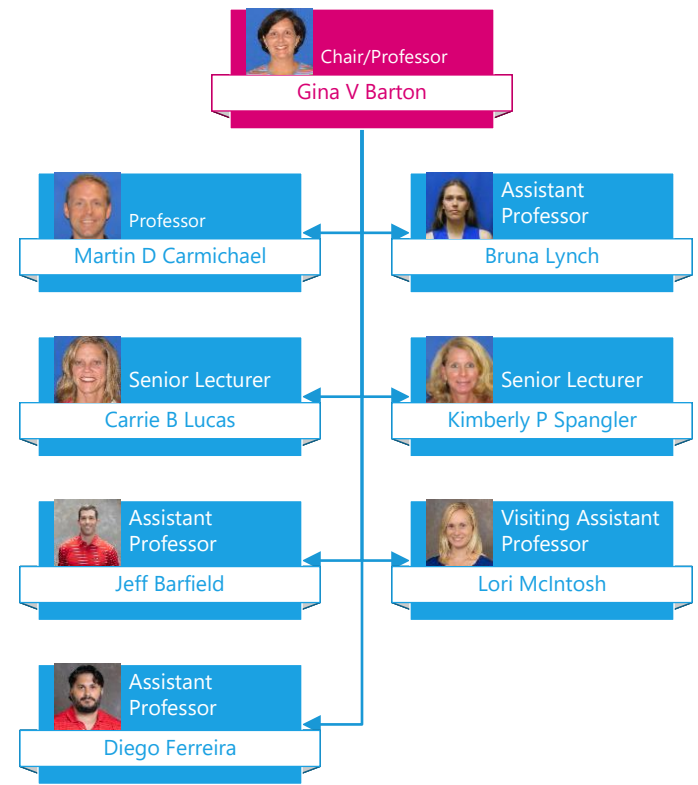 Chair/Professor
Gina V Barton
Professor
Martin D Carmichael
Assistant
Professor
Bruna Lynch
Senior Lecturer
Carrie B Lucas
Senior Lecturer
Kimberly P Spangler
Assistant
Professor
Jeff Barfield
Visiting Assistant
Professor
Lori McIntosh
Assistant
Professor
Diego Ferreira